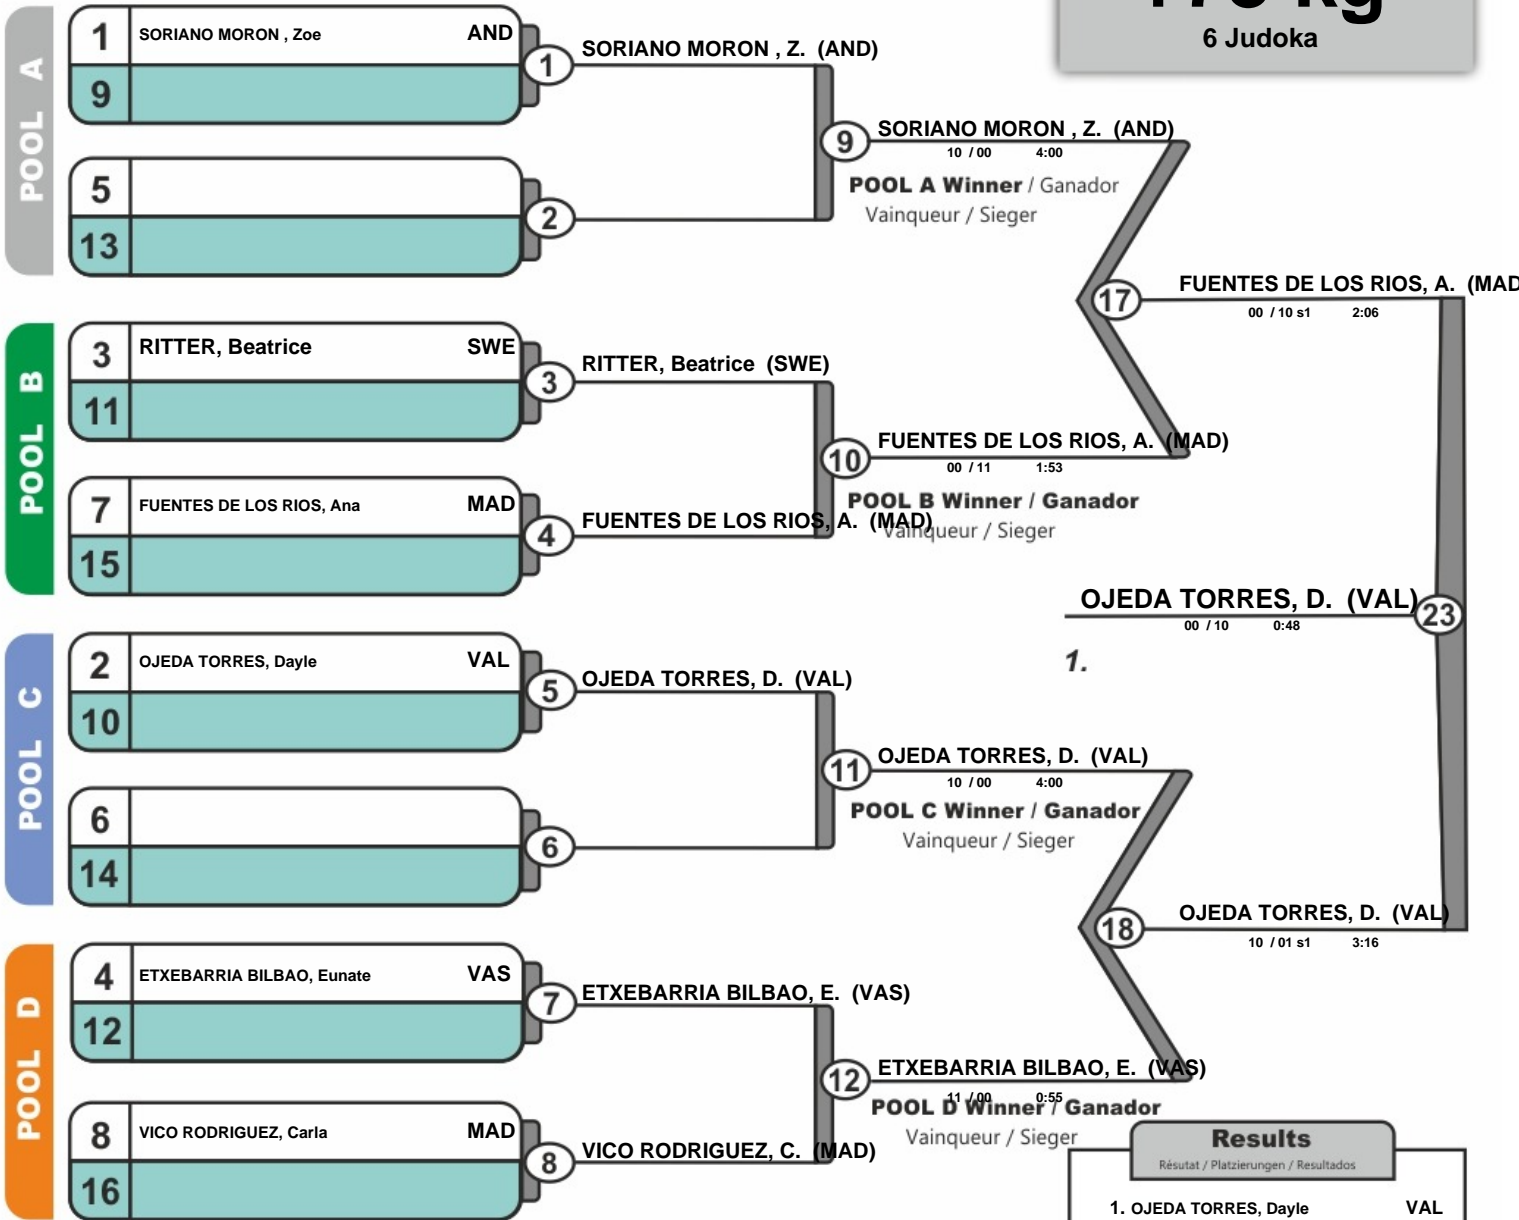 6 Judoka
POOL A
1 SORIANO MORON , Zoe AND
9
1
SORIANO MORON , Z. (AND)
5
13
2
9
SORIANO MORON , Z. (AND)
10 / 00 4:00
POOL A Winner / Ganador
Vainqueur / Sieger
POOL B
3 RITTER, Beatrice SWE
11
3
RITTER, Beatrice (SWE)
7 FUENTES DE LOS RIOS, Ana MAD
15
4
FUENTES DE LOS RIOS, A. (MAD)
10
FUENTES DE LOS RIOS, A. (MAD)
00 / 11 1:53
POOL B Winner / Ganador
Vainqueur / Sieger
17
FUENTES DE LOS RIOS, A. (MAD
00 / 10 s1 2:06
OJEDA TORRES, D. (VAL)
23
00 / 10 0:48
1.
POOL C
2 OJEDA TORRES, Dayle VAL
10
5
OJEDA TORRES, D. (VAL)
6
14
6
11
OJEDA TORRES, D. (VAL)
10 / 00 4:00
POOL C Winner / Ganador
Vainqueur / Sieger
18
OJEDA TORRES, D. (VAL)
10 / 01 s1 3:16
POOL D
4 ETXEBARRIA BILBAO, Eunate VAS
12
7
ETXEBARRIA BILBAO, E. (VAS)
8 VICO RODRIGUEZ, Carla MAD
16
8
VICO RODRIGUEZ, C. (MAD)
12
ETXEBARRIA BILBAO, E. (VAS)
11 / 00 0:55
POOL D Winner / Ganador
Vainqueur / Sieger
Results
Résutat / Platzierungen / Resultados
1. OJEDA TORRES, Dayle VAL